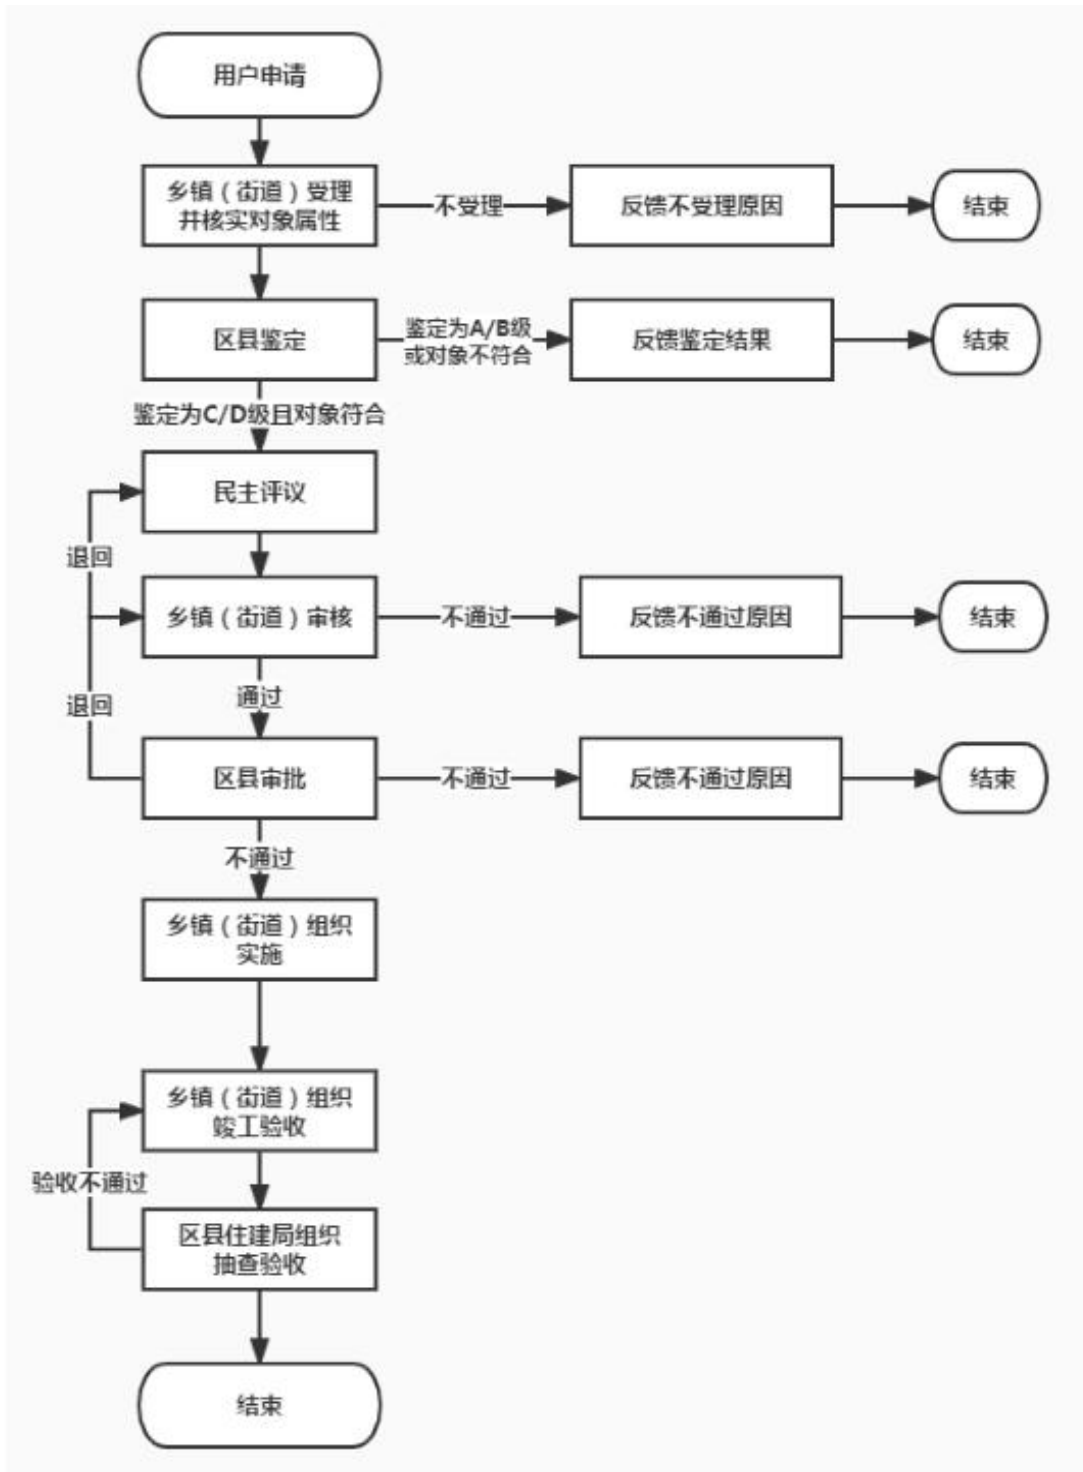 用户申请
乡镇（街道）受理
并核实对象属性
不受理
反馈不受理原因
结束
区县鉴定
鉴定为A/B级
或对象不符合
反馈鉴定结果
结束
鉴定为C/D级且对象符合
民主评议
退回
乡镇（街道）审核
不通过
反馈不通过原因
结束
通过
退回
区县审批
不通过
反馈不通过原因
结束
不通过
乡镇（街道）组织
实施
乡镇（街道）组织
竣工验收
验收不通过
区县住建局组织
抽查验收
结束